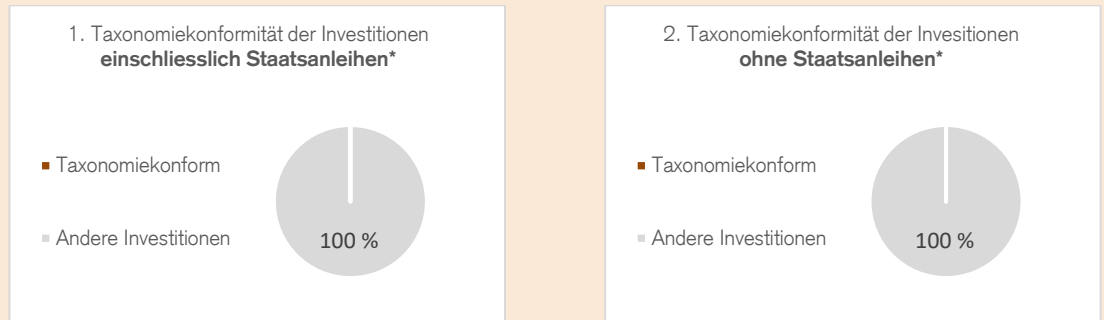 1. Taxonomiekonformität der Investitionen
einschliesslich Staatsanleihen*
Taxonomiekonform
Andere Investitionen
100 %
2. Taxonomiekonformität der Invesitionen
ohne Staatsanleihen*
Taxonomiekonform
Andere Investitionen
100 %